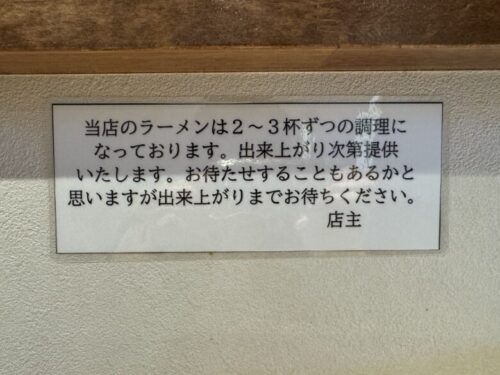 当店のラーメンは２～３杯ずつの調理に
なっております。出来上がり次第提供
いたします。お待たせすることもあるかと
思いますが出来上がりまでお待ちください。
店主